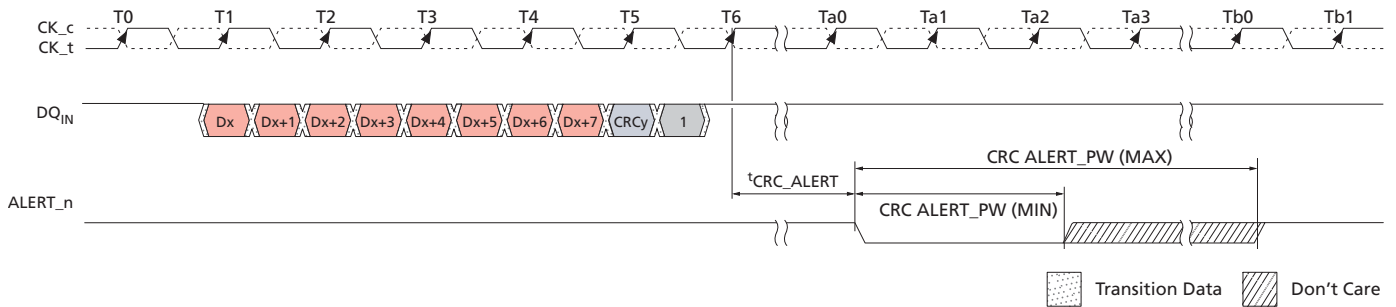 T0 T1 T2 T3 T4 T5 T6 Ta0 Ta1 Ta2 Ta3 Tb0 Tb1
CK_c
CK_t
DQIN
Dx Dx+1 Dx+2 Dx+3 Dx+4 Dx+5 Dx+6 Dx+7 CRCy 1
CRC ALERT_PW (MAX)
tCRC_ALERT
ALERT_n
CRC ALERT_PW (MIN)
Transition Data Don't Care